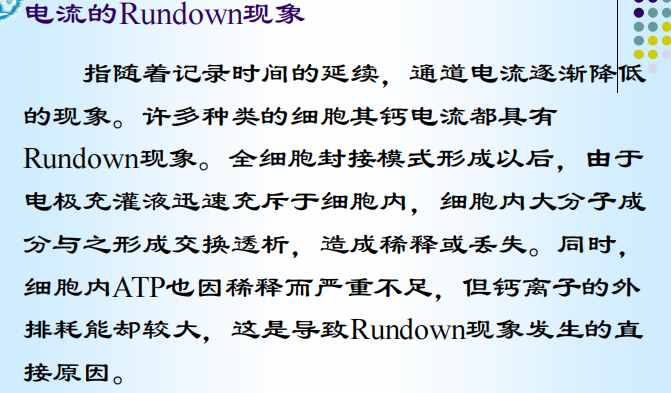 电流的Rundown现象
指随着记录时间的延续，通道电流逐渐降低
的现象。许多种类的细胞其钙电流都具有
Rundown现象。全细胞封接模式形成以后，由于
电极充灌液迅速充斥于细胞内，细胞内大分子成
分与之形成交换透析，造成稀释或丢失。同时，
细胞内ATP也因稀释而严重不足，但钙离子的外
排耗能却较大，这是导致Rundown现象发生的直
接原因。